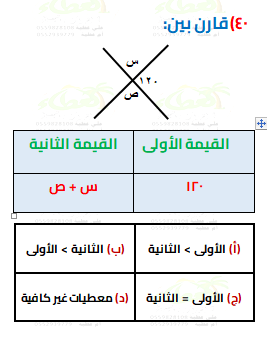 ٤٠) قارن بين:
س
١٢٠
ص
القيمة الأولى القيمة الثانية
١٢٠ س + ص
(أ) الأولى > الثانية (ب) الثانية > الأولى
(ج) الأولى = الثانية (د) معطيات غير كافية